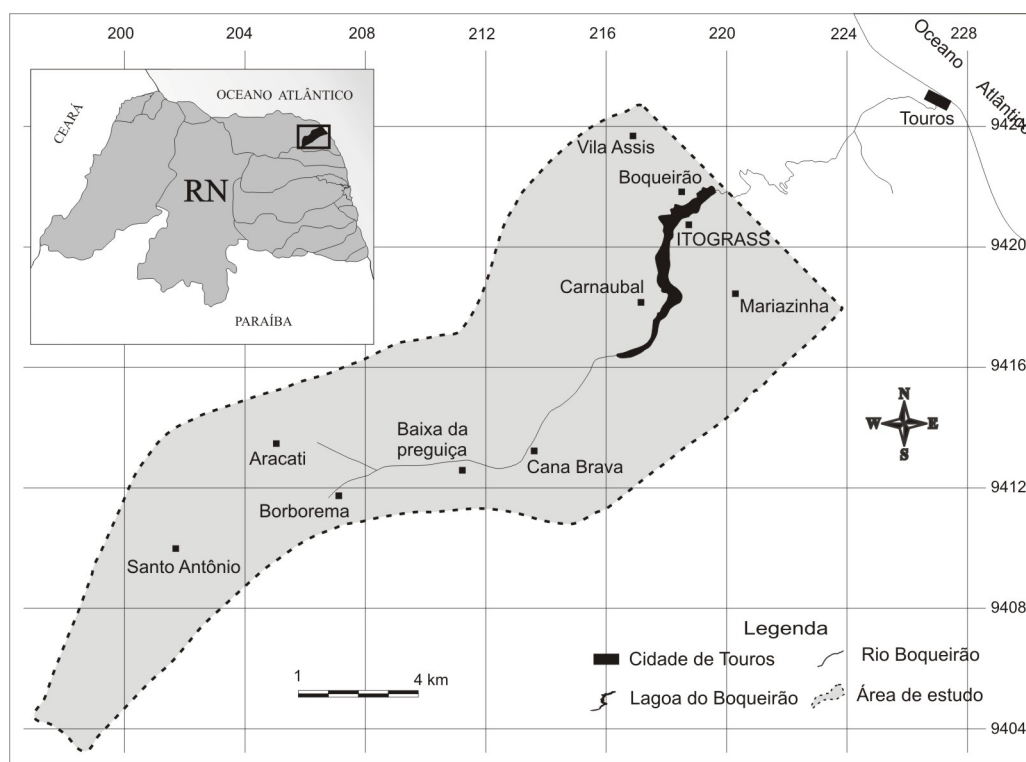 200 204 208 212 216 220 224 228
Oceano
Atlântico
Touros
OCEANO ATLÂNTICO
CEARÁ
RN
PARAÍBA
9424
Vila Assis
Boqueirão
ITOGRASS
9420
Carnaubal
Mariazinha
9416
N
W E
S
Baixa da
preguiça
Aracati
Cana Brava
9412
Borborema
Santo Antônio
9408
Legenda
Cidade de Touros
Rio Boqueirão
Lagoa do Boqueirão
Área de estudo
1 4 km
9404